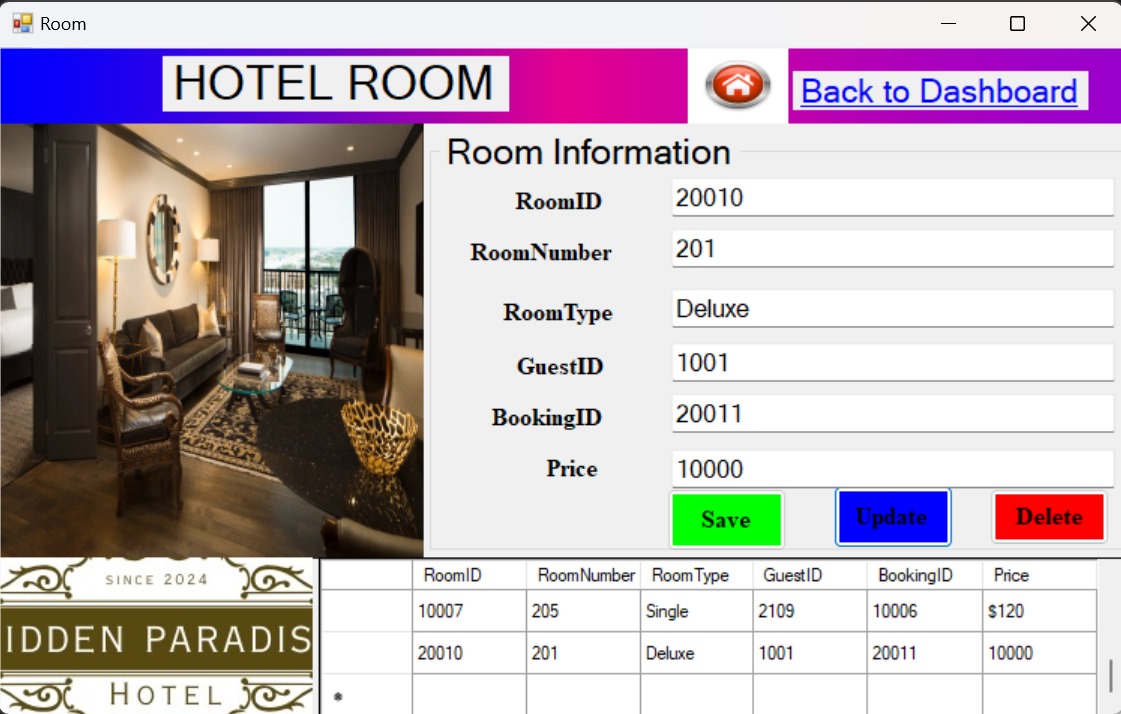 Room
HOTEL ROOM
Back to Dashboard
Room Information
RoomID 20010
RoomNumber 201
RoomType Deluxe
GuestID 1001
BookingID 20011
Price 10000
Save Update Delete
SINCE 2024
IDDEN PARADIS
HOTEL
RoomID RoomNumber RoomType GuestID BookingID Price
10007 205 Single 2109 10006 $120
20010 201 Deluxe 1001 20011 10000
*